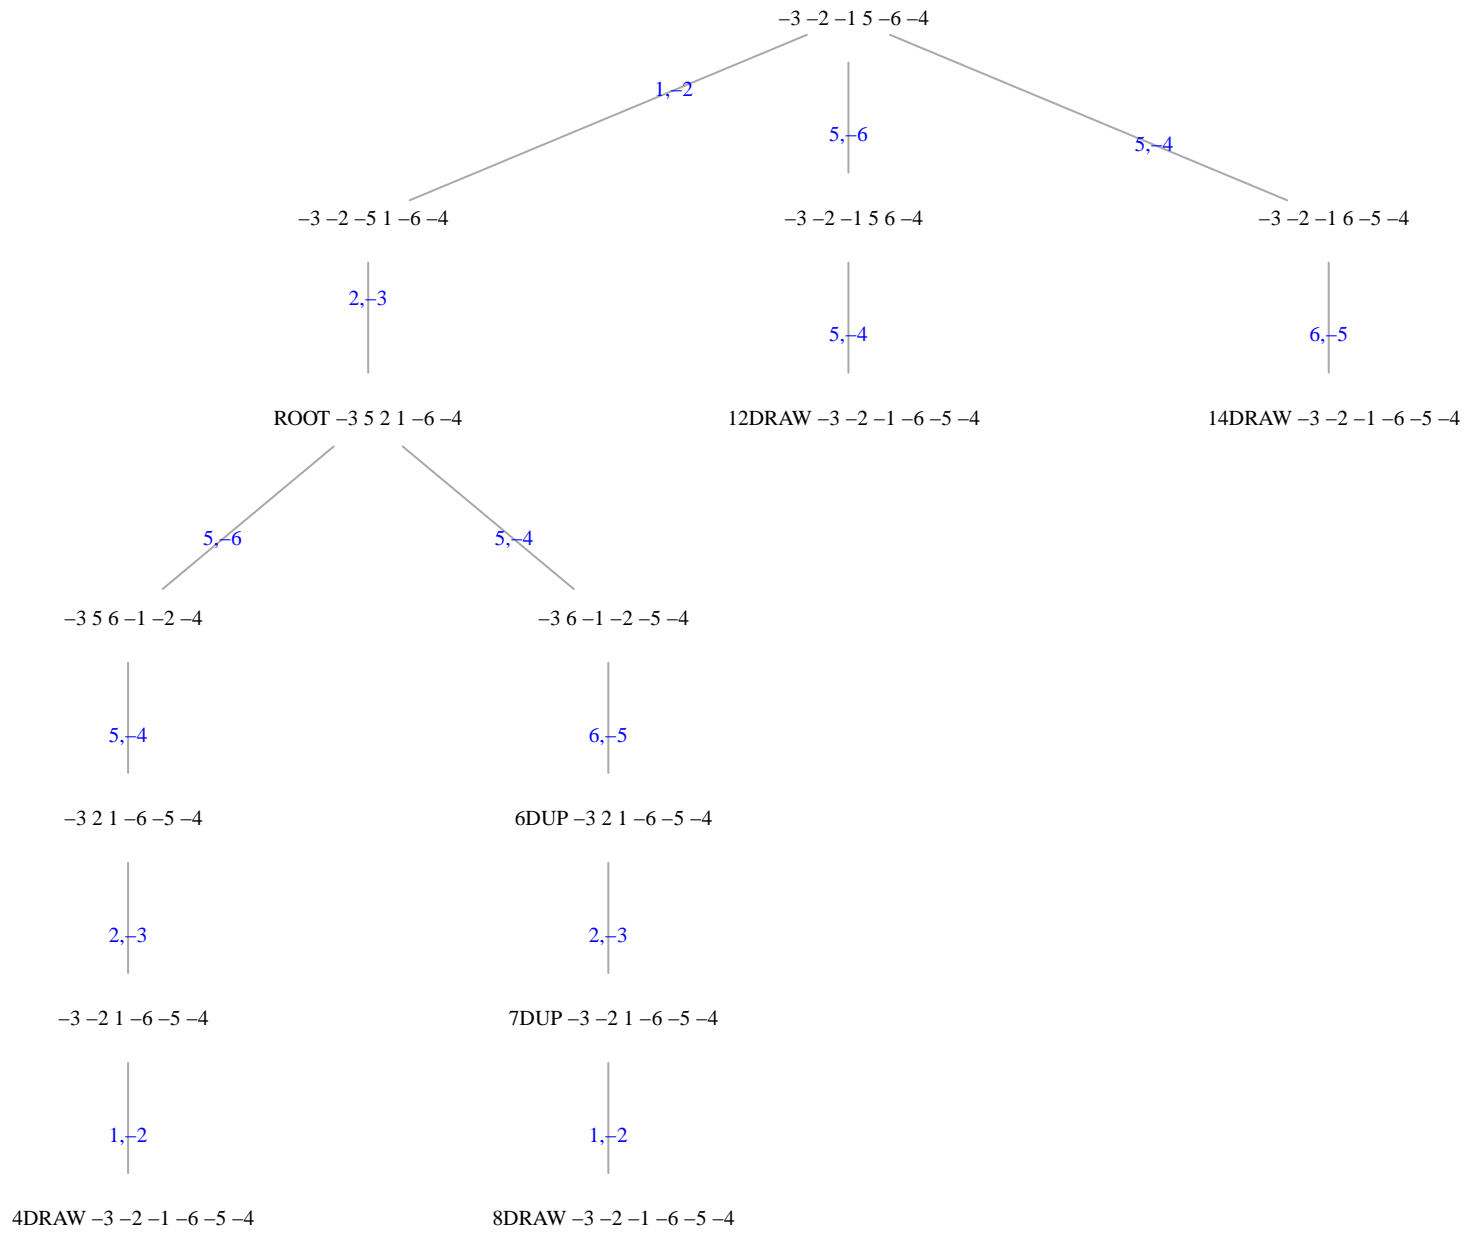 –3 –2 –1 5 –6 –4
1,–2
5,–6
5,–4
–3 –2 –5 1 –6 –4
–3 –2 –1 5 6 –4
–3 –2 –1 6 –5 –4
2,–3
5,–4
6,–5
ROOT –3 5 2 1 –6 –4
12DRAW –3 –2 –1 –6 –5 –4
14DRAW –3 –2 –1 –6 –5 –4
5,–6
5,–4
–3 5 6 –1 –2 –4
–3 6 –1 –2 –5 –4
5,–4
6,–5
–3 2 1 –6 –5 –4
6DUP –3 2 1 –6 –5 –4
2,–3
2,–3
–3 –2 1 –6 –5 –4
7DUP –3 –2 1 –6 –5 –4
1,–2
1,–2
4DRAW –3 –2 –1 –6 –5 –4
8DRAW –3 –2 –1 –6 –5 –4